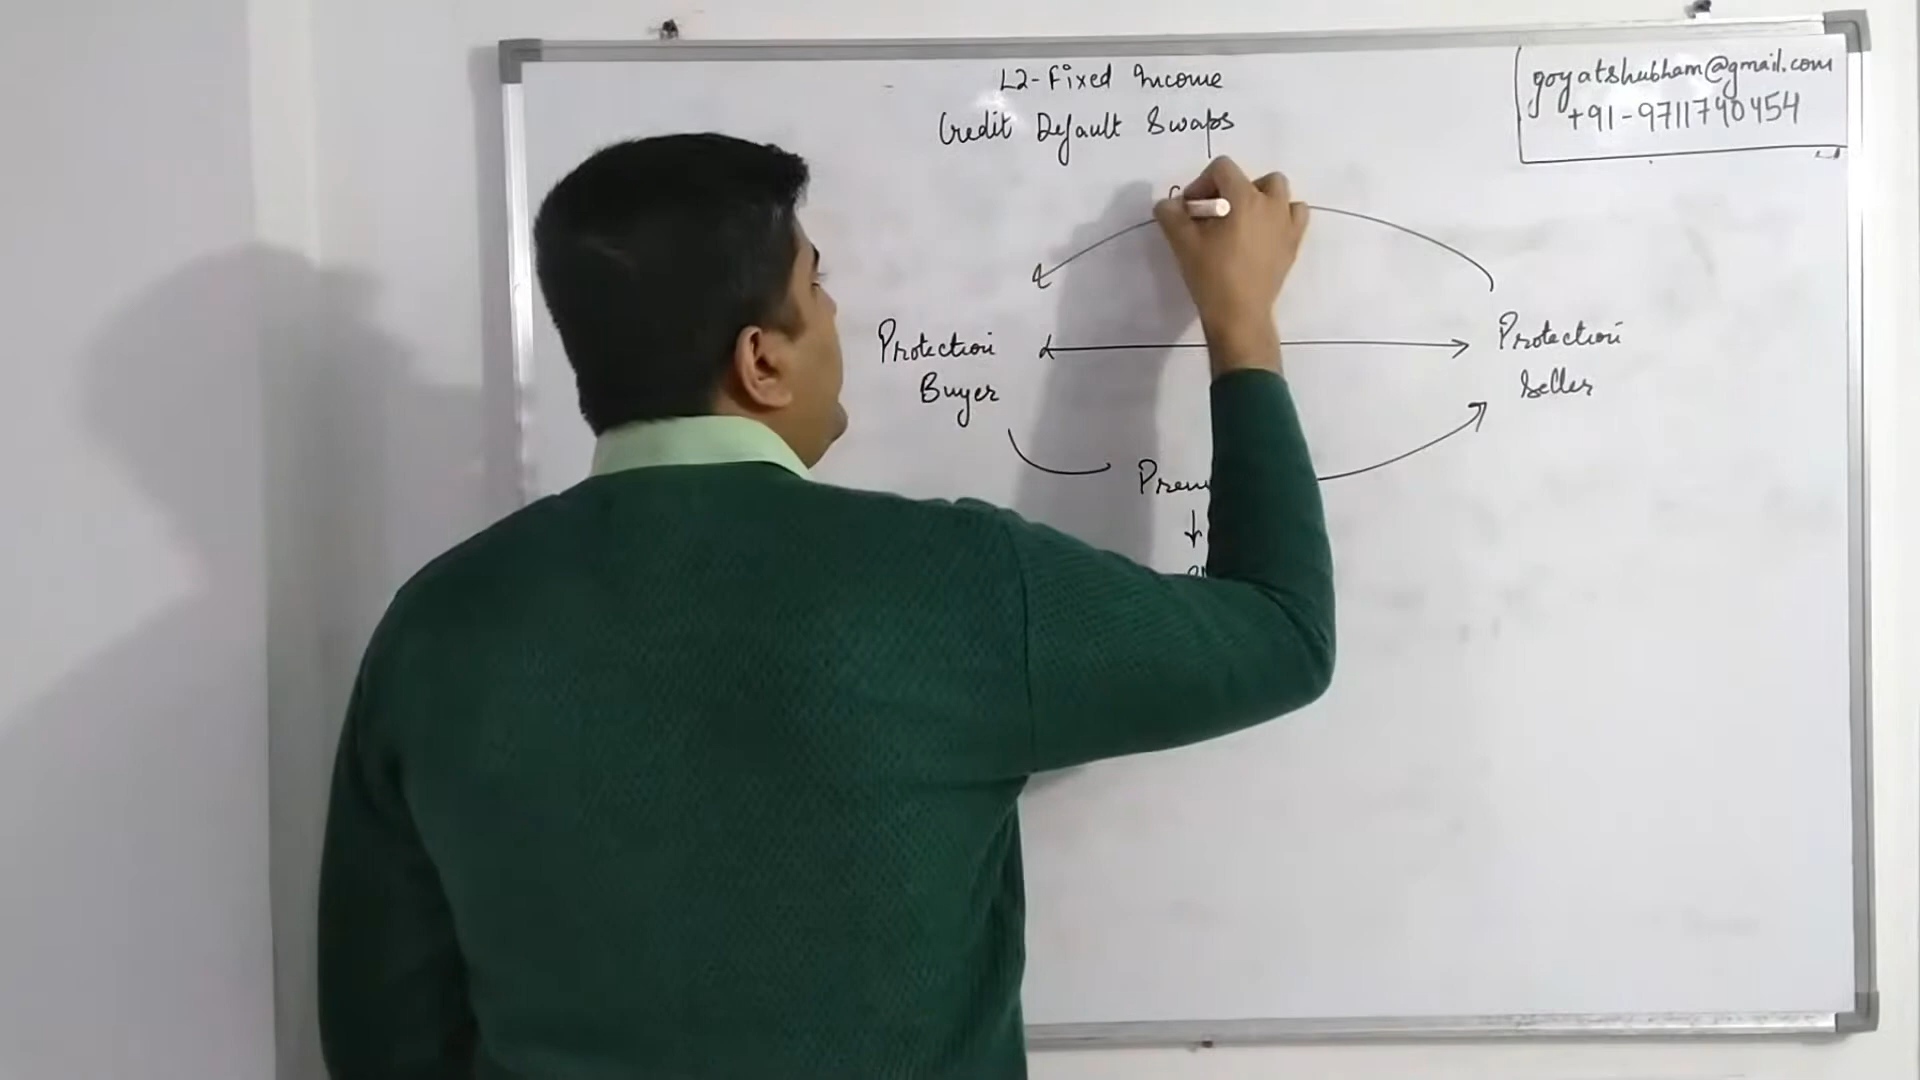 L2-Fixed Income
Credit Default Swaps
goyatshubham@gmail.com
+91-9711740454
Protection
Buyer
Protection
Seller